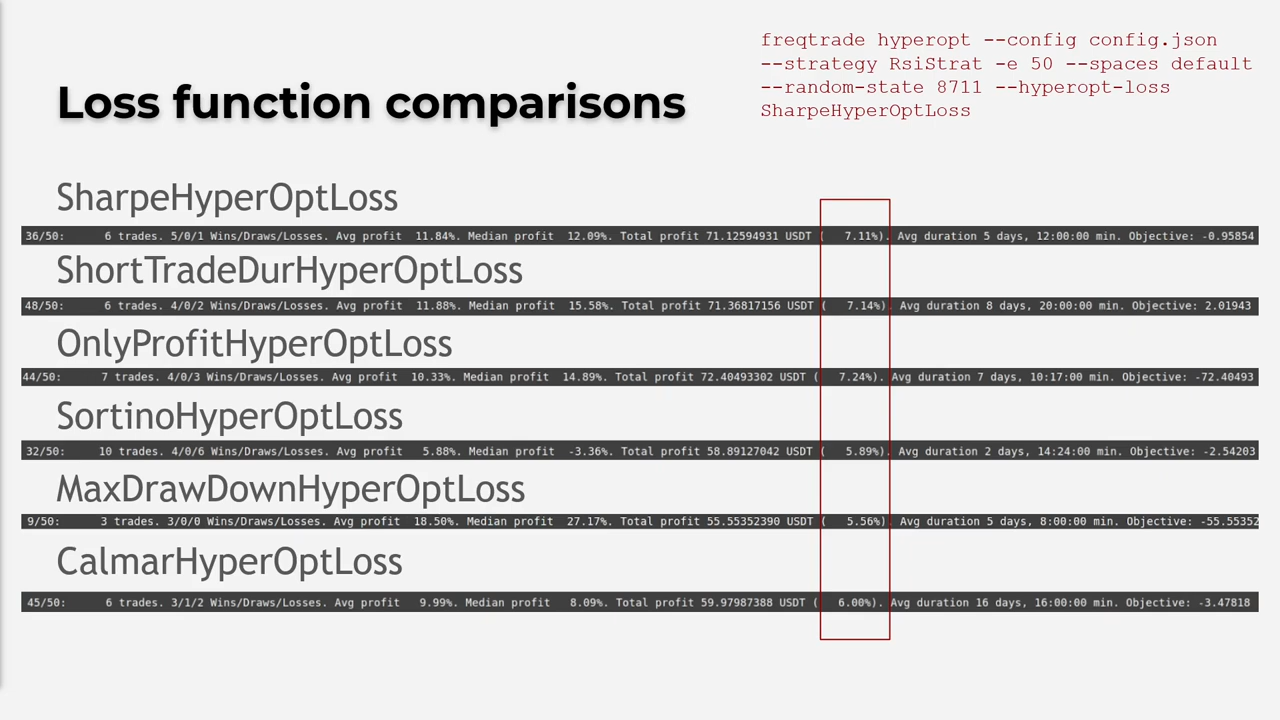 freqtrade hyperopt --config config.json
--strategy RsiStrat -e 50 --spaces default
--random-state 8711 --hyperopt-loss
SharpeHyperOptLoss
Loss function comparisons
SharpeHyperOptLoss
36/50: 6 trades. 5/0/1 Wins/Draws/Losses. Avg profit 11.84%. Median profit 12.09%. Total profit 71.12594931 USDT ( 7.11%). Avg duration 5 days, 12:00:00 min. Objective: -0.95854
ShortTradeDurHyperOptLoss
48/50: 6 trades. 4/0/2 Wins/Draws/Losses. Avg profit 11.88%. Median profit 15.58%. Total profit 71.36817156 USDT ( 7.14%). Avg duration 8 days, 20:00:00 min. Objective: 2.01943
OnlyProfitHyperOptLoss
44/50: 7 trades. 4/0/3 Wins/Draws/Losses. Avg profit 10.33%. Median profit 14.89%. Total profit 72.40493302 USDT ( 7.24%). Avg duration 7 days, 10:17:00 min. Objective: -72.40493
SortinoHyperOptLoss
32/50: 10 trades. 4/0/6 Wins/Draws/Losses. Avg profit 5.88%. Median profit -3.36%. Total profit 58.89127042 USDT ( 5.89%). Avg duration 2 days, 14:24:00 min. Objective: -2.54203
MaxDrawDownHyperOptLoss
9/50: 3 trades. 3/0/0 Wins/Draws/Losses. Avg profit 18.50%. Median profit 27.17%. Total profit 55.55352390 USDT ( 5.56%). Avg duration 5 days, 8:00:00 min. Objective: -55.55352
CalmarHyperOptLoss
45/50: 6 trades. 3/1/2 Wins/Draws/Losses. Avg profit 9.99%. Median profit 8.09%. Total profit 59.97987388 USDT ( 6.00%). Avg duration 16 days, 16:00:00 min. Objective: -3.47818